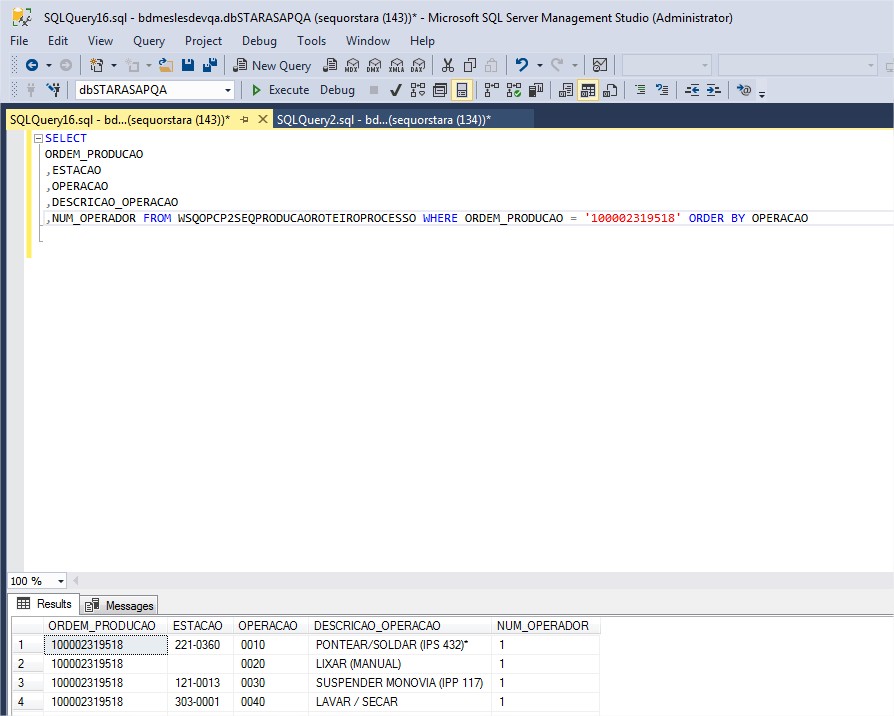 SQLQuery16.sql - bdmeslesdevqa.dbSTARASAPQA (sequorstara (143))* - Microsoft SQL Server Management Studio (Administrator)
File Edit View Query Project Debug Tools Window Help
New Query MDX DMX XMLA DAX
dbSTARASAPQA Execute Debug
SQLQuery16.sql - bd...(sequorstara (143))* SQLQuery2.sql - bd...(sequorstara (134))*
SELECT
ORDEM_PRODUCAO
,ESTACAO
,OPERACAO
,DESCRICAO_OPERACAO
,NUM_OPERADOR FROM WSQOPCP2SEQPRODUCAOROTEIROPROCESSO WHERE ORDEM_PRODUCAO = '100002319518' ORDER BY OPERACAO
100 %
Results Messages
ORDEM_PRODUCAO ESTACAO OPERACAO DESCRICAO_OPERACAO NUM_OPERADOR
1 100002319518 221-0360 0010 PONTEAR/SOLDAR (IPS 432)* 1
2 100002319518 0020 LIXAR (MANUAL) 1
3 100002319518 121-0013 0030 SUSPENDER MONOVIA (IPP 117) 1
4 100002319518 303-0001 0040 LAVAR / SECAR 1